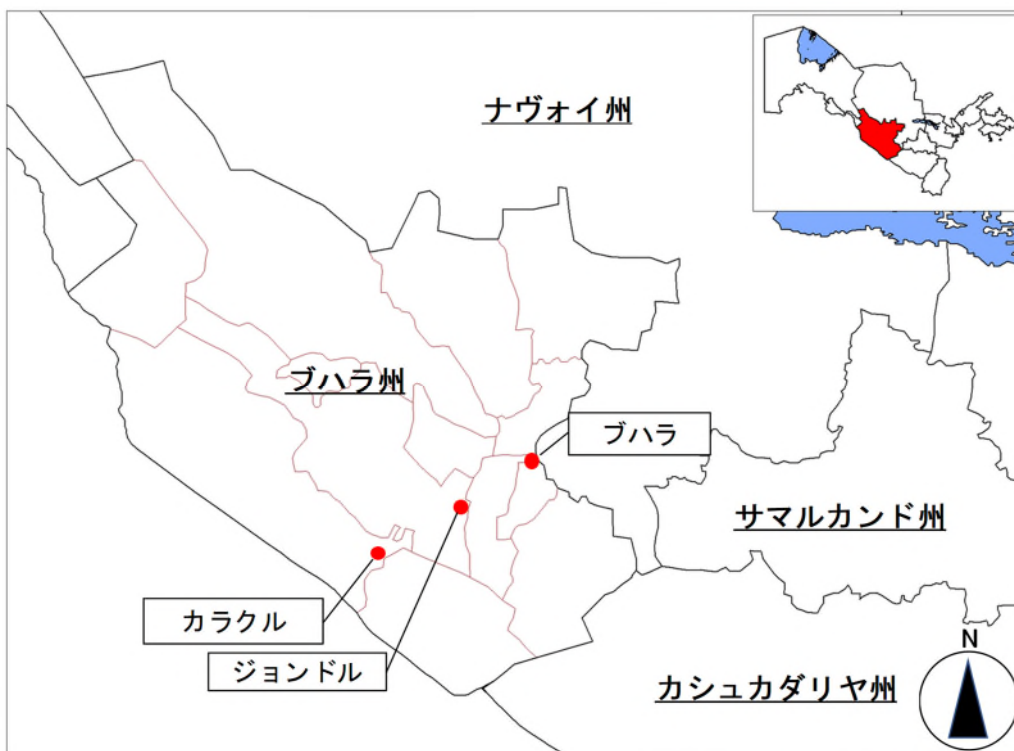 ナヴォイ州
ブハラ州
ブハラ
サマルカンド州
カラクル
ジョンドル
カシュカダリヤ州
N